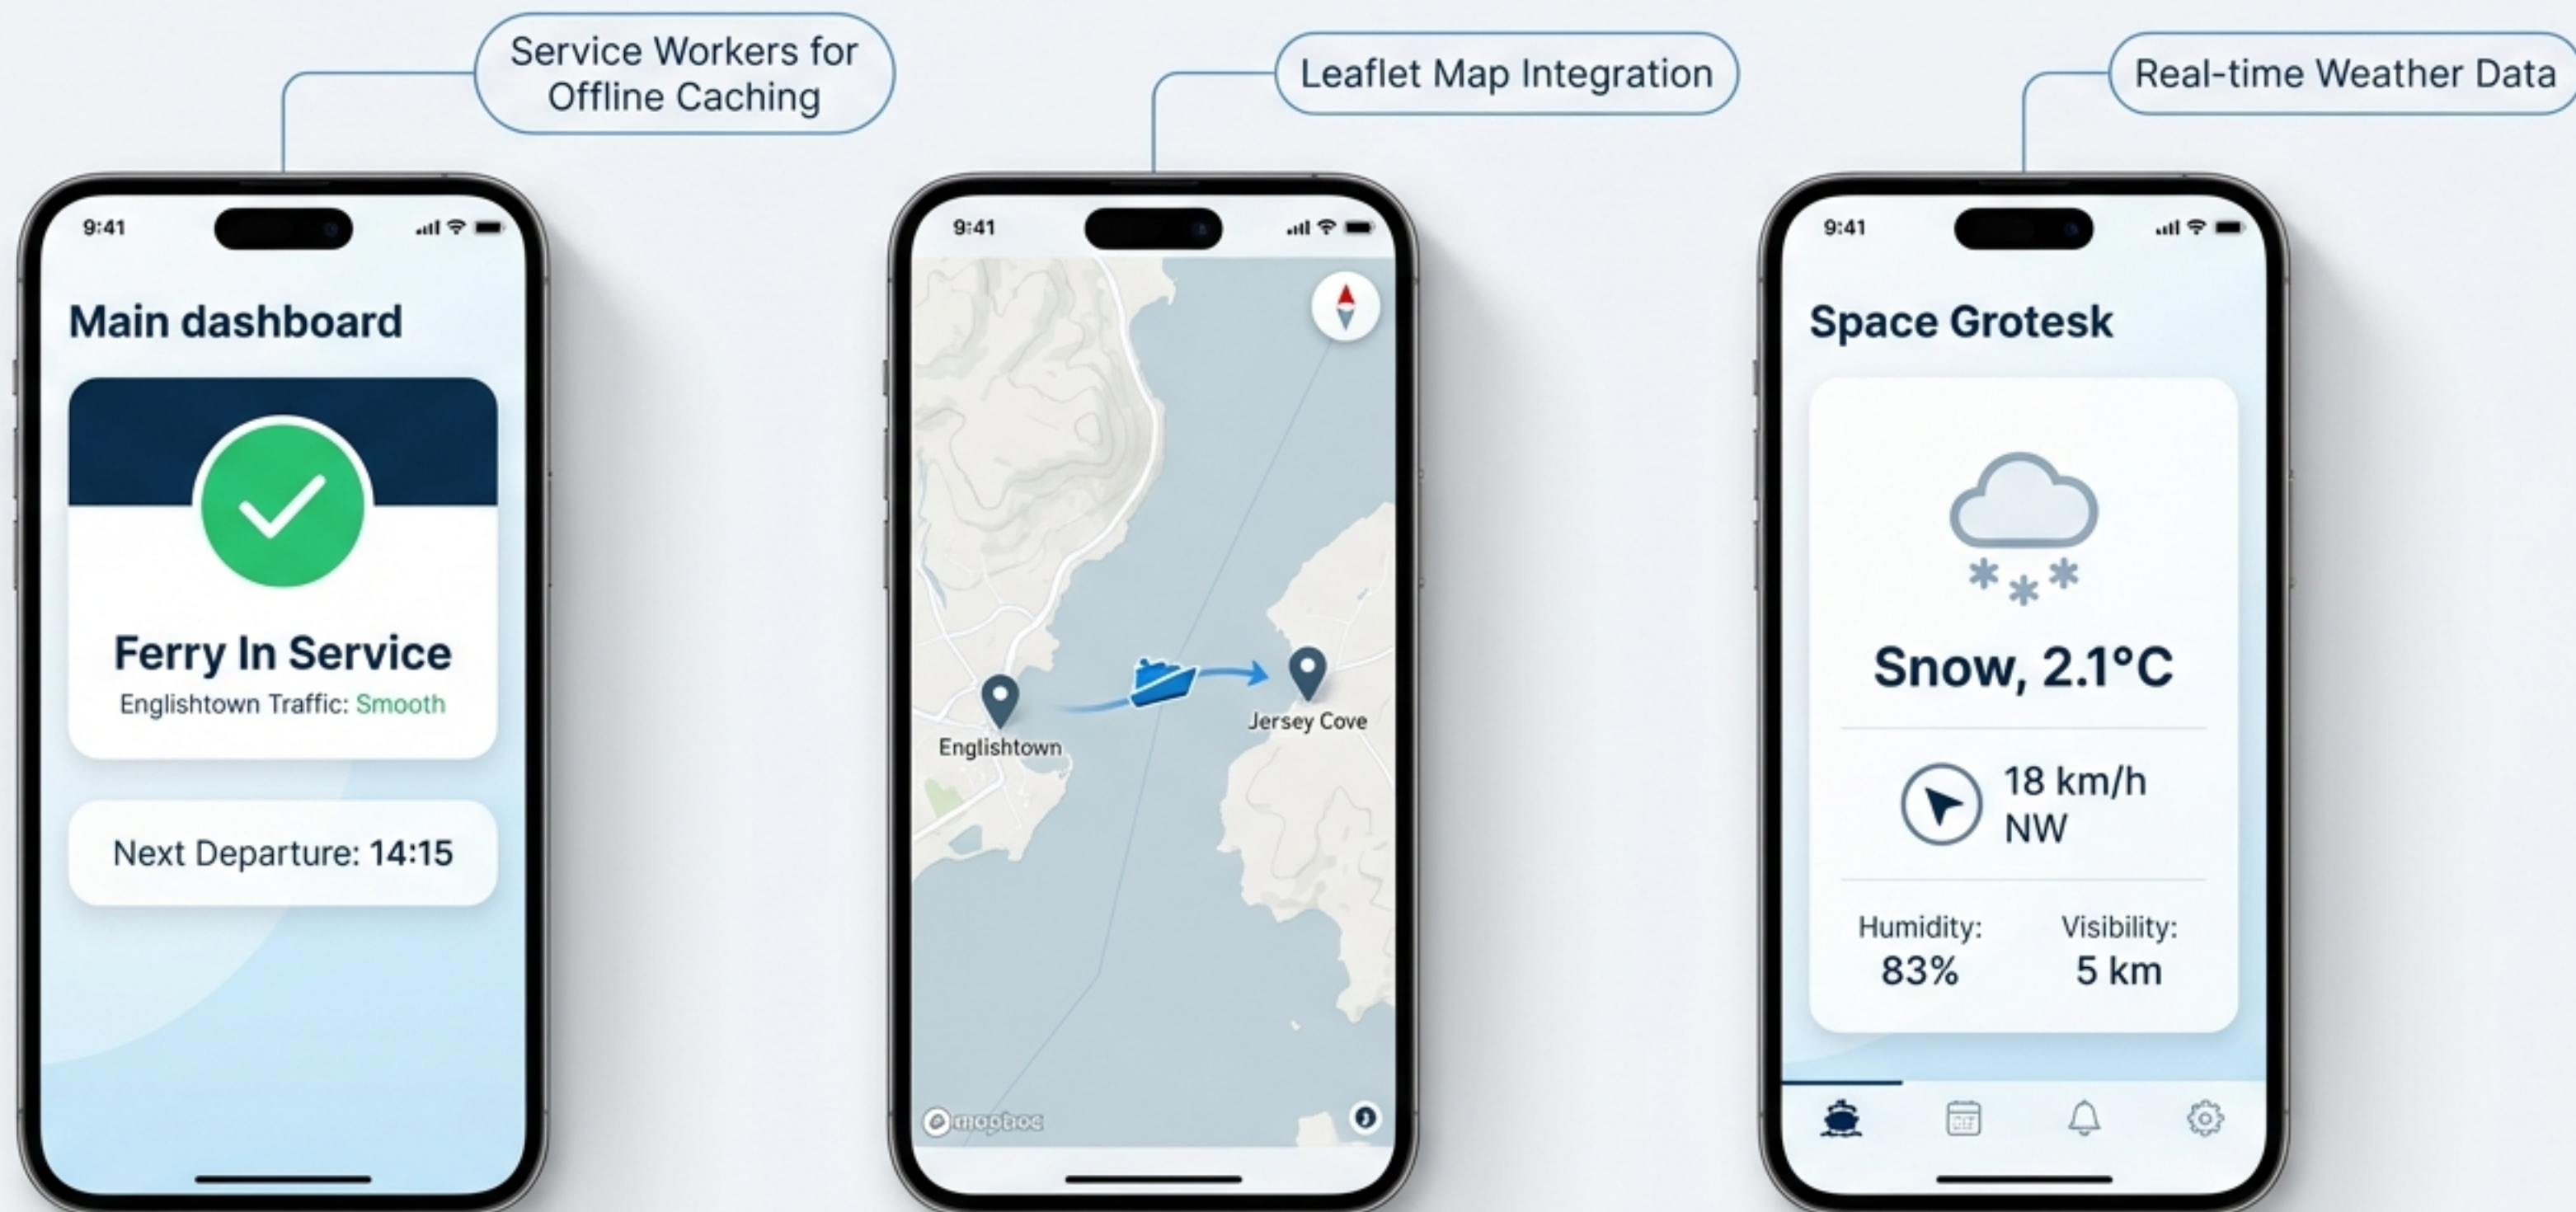 Service Workers for
Offline Caching
Leaflet Map Integration
Real-time Weather Data
9:41
Main dashboard
Ferry In Service
Englishtown Traffic: Smooth
Next Departure: 14:15
9:41
Englishtown
Jersey Cove
9:41
Space Grotesk
Snow, 2.1°C
18 km/h
NW
Humidity:
83%
Visibility:
5 km